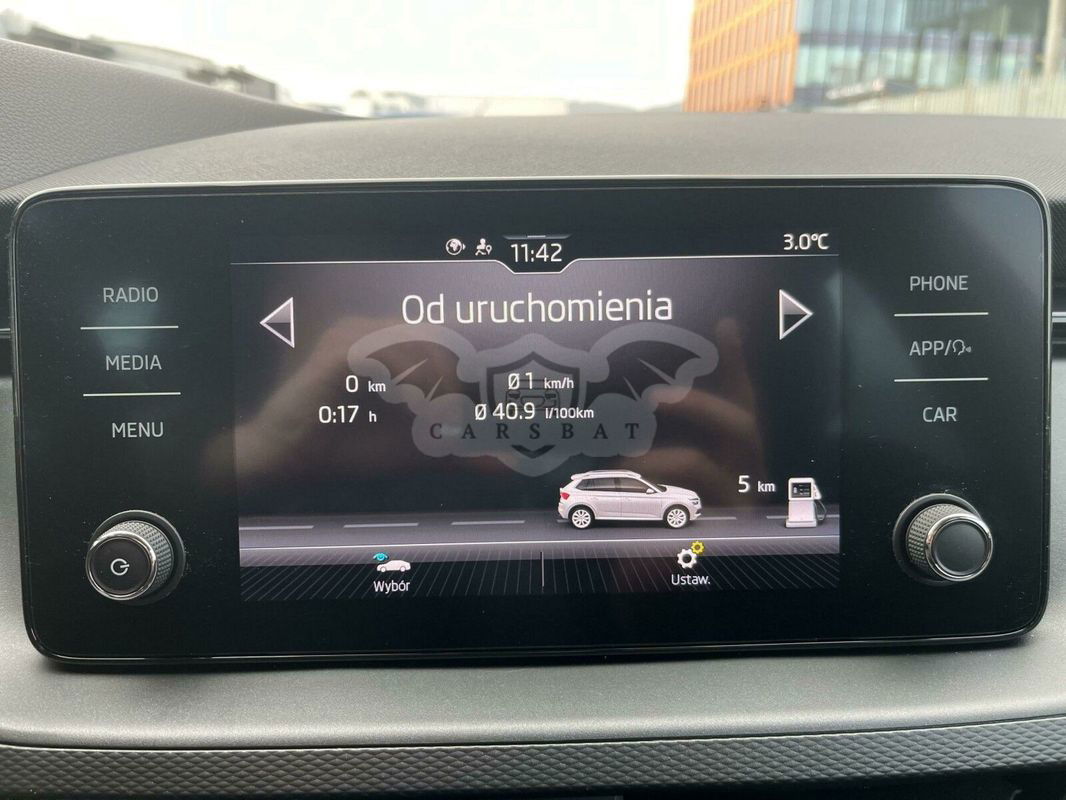 11:42
3.0°C
RADIO
MEDIA
MENU
Od uruchomienia
0 km
Ø 1 km/h
0:17 h
Ø 40.9 l/100km
CARSBAT
5 km
Wybór
Ustaw.
PHONE
APP/
CAR